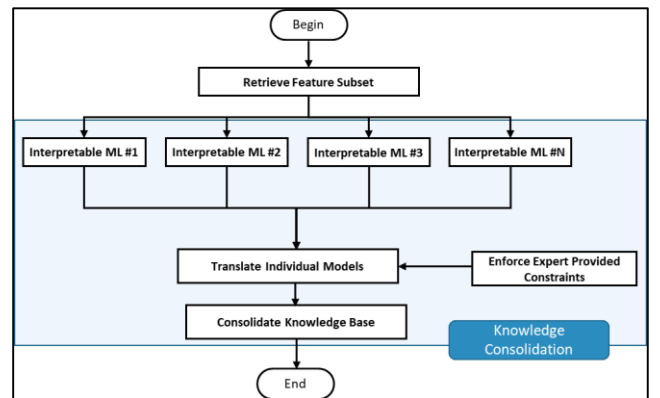 Begin
Retrieve Feature Subset
Interpretable ML #1
Interpretable ML #2
Interpretable ML #3
Interpretable ML #N
Translate Individual Models
Enforce Expert Provided
Constraints
Consolidate Knowledge Base
Knowledge
Consolidation
End